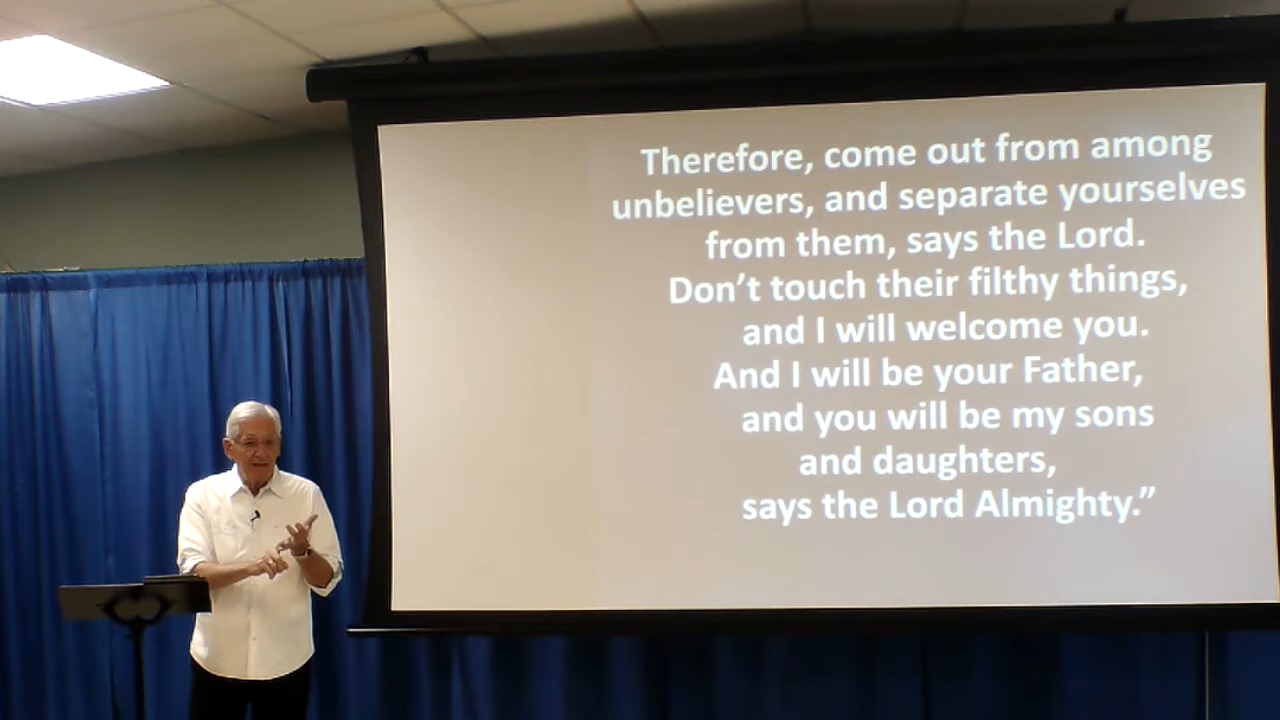 Therefore, come out from among
unbelievers, and separate yourselves
from them, says the Lord.
Don’t touch their filthy things,
and I will welcome you.
And I will be your Father,
and you will be my sons
and daughters,
says the Lord Almighty.”